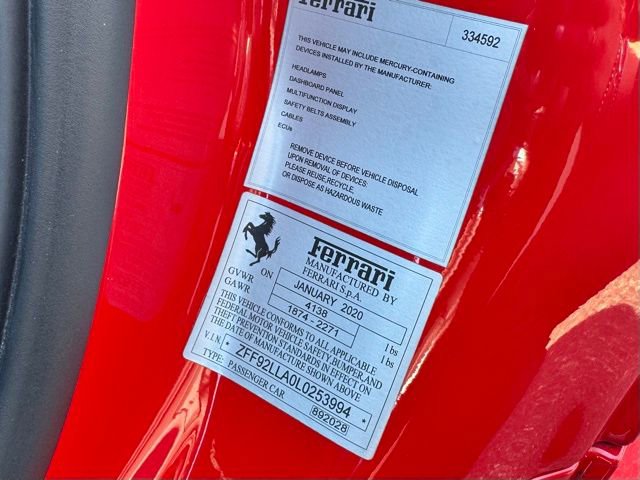 Ferrari
334592
THIS VEHICLE MAY INCLUDE MERCURY-CONTAINING
DEVICES INSTALLED BY THE MANUFACTURER:
HEADLAMPS
DASHBOARD PANEL
MULTIFUNCTION DISPLAY
SAFETY BELTS ASSEMBLY
CABLES
ECUs
REMOVE DEVICE BEFORE VEHICLE DISPOSAL
UPON REMOVAL OF DEVICES:
PLEASE REUSE,RECYCLE,
OR DISPOSE AS HAZARDOUS WASTE
Ferrari
MANUFACTURED BY
FERRARI S.p.A.
ON JANUARY 2020
GVWR 4138 lbs
GAWR 1874-2271 lbs
THIS VEHICLE CONFORMS TO ALL APPLICABLE
FEDERAL MOTOR VEHICLE SAFETY, BUMPER AND
THEFT PREVENTION STANDARDS IN EFFECT ON
THE DATE OF MANUFACTURE SHOWN ABOVE
V.I.N. * ZFF92LLA0L0253994 *
TYPE: PASSENGER CAR 892028